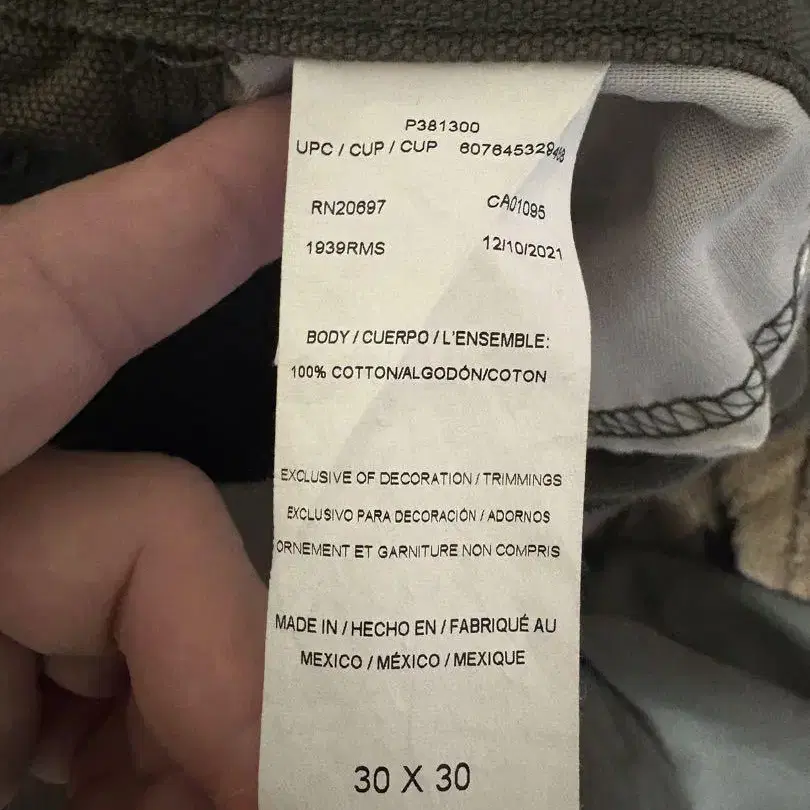 P381300
UPC / CUP / CUP 607645329
RN20697 CA01095
1939RMS 12/10/2021
BODY / CUERPO / L'ENSEMBLE:
100% COTTON/ALGODÓN/COTON
EXCLUSIVE OF DECORATION / TRIMMINGS
EXCLUSIVO PARA DECORACIÓN / ADORNOS
ORNEMENT ET GARNITURE NON COMPRIS
MADE IN / HECHO EN / FABRIQUÉ AU
MEXICO / MÉXICO / MEXIQUE
30 X 30